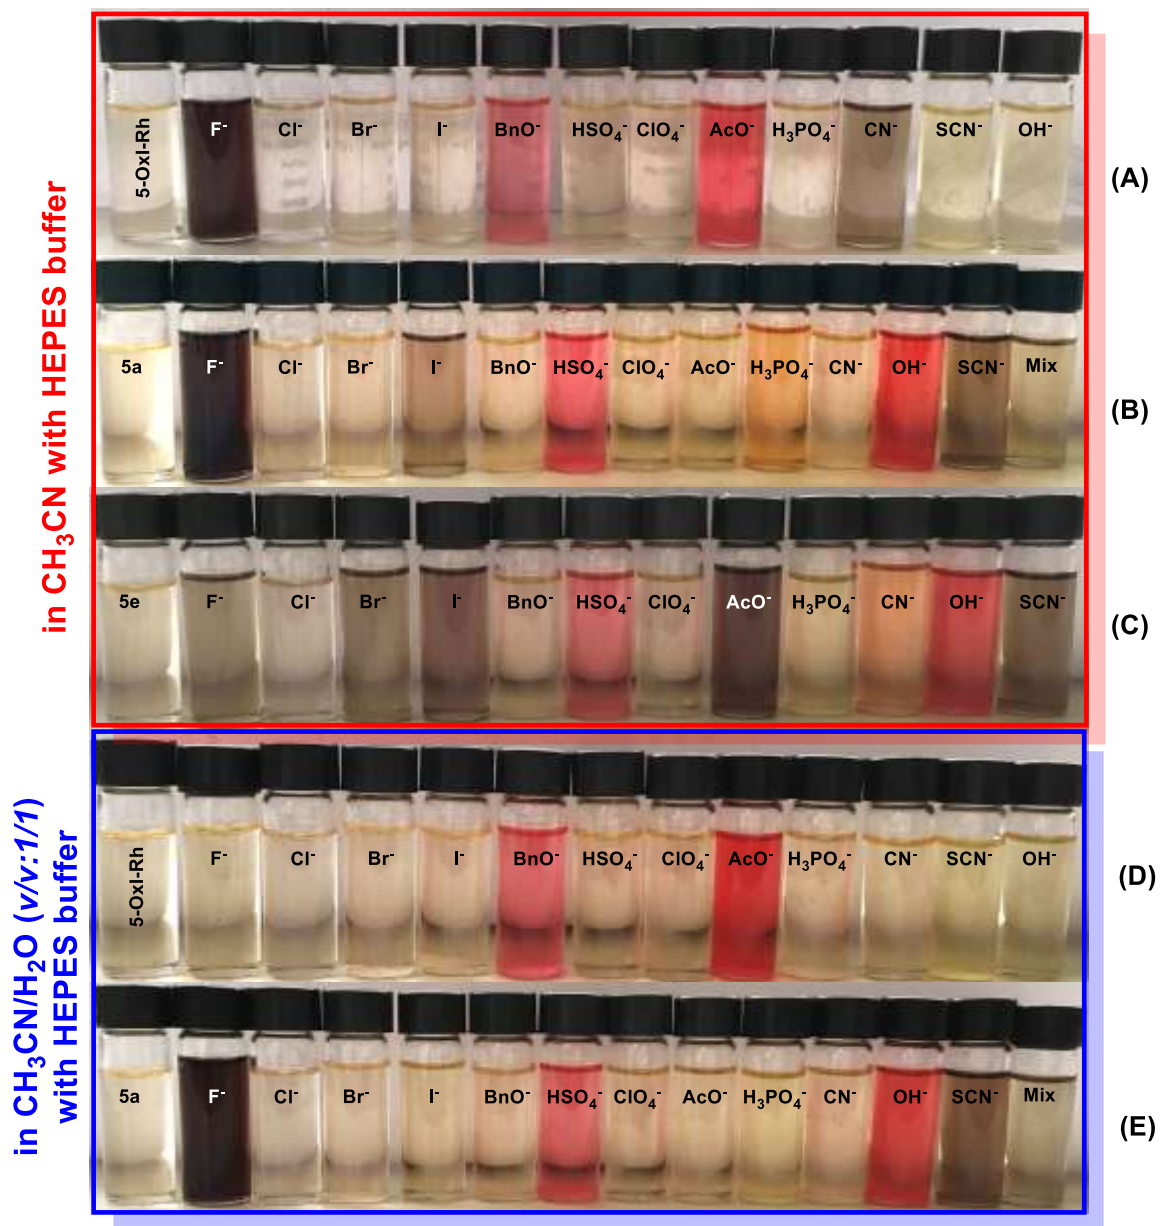 in CH₃CN with HEPES buffer
5-OxI-Rh F⁻ Cl⁻ Br⁻ I⁻ BnO⁻ HSO₄⁻ ClO₄⁻ AcO⁻ H₃PO₄⁻ CN⁻ SCN⁻ OH⁻
(A)
5a F⁻ Cl⁻ Br⁻ I⁻ BnO⁻ HSO₄⁻ ClO₄⁻ AcO⁻ H₃PO₄⁻ CN⁻ OH⁻ SCN⁻ Mix
(B)
5e F⁻ Cl⁻ Br⁻ I⁻ BnO⁻ HSO₄⁻ ClO₄⁻ AcO⁻ H₃PO₄⁻ CN⁻ OH⁻ SCN⁻
(C)
in CH₃CN/H₂O (v/v:1/1)
with HEPES buffer
5-OxI-Rh F⁻ Cl⁻ Br⁻ I⁻ BnO⁻ HSO₄⁻ ClO₄⁻ AcO⁻ H₃PO₄⁻ CN⁻ SCN⁻ OH⁻
(D)
5a F⁻ Cl⁻ Br⁻ I⁻ BnO⁻ HSO₄⁻ ClO₄⁻ AcO⁻ H₃PO₄⁻ CN⁻ OH⁻ SCN⁻ Mix
(E)